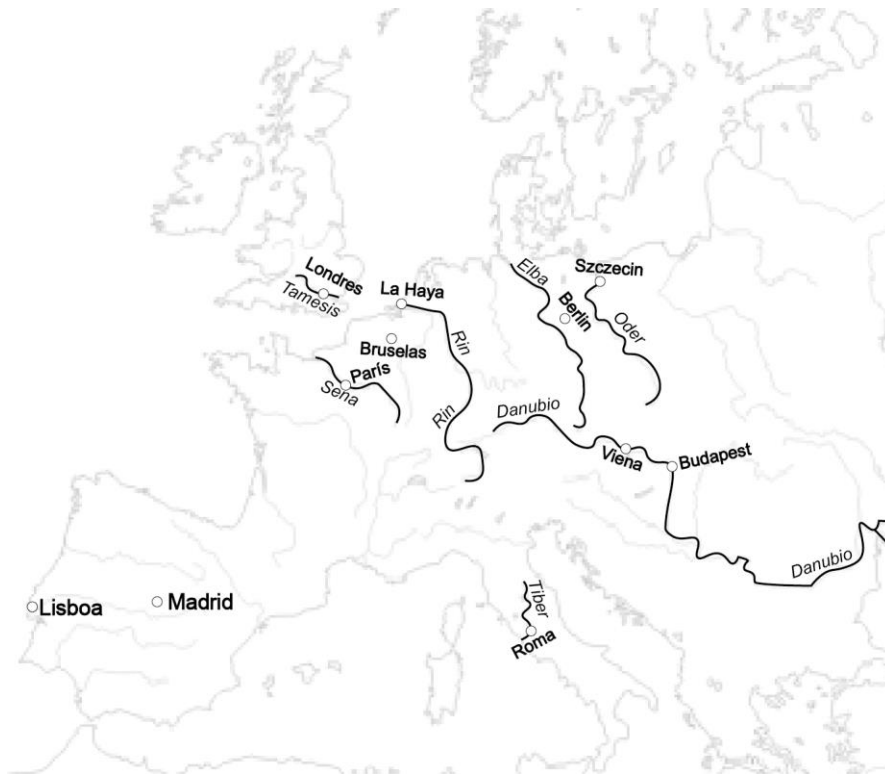 Elba
Szczecin
Londres
La Haya
Tamesis
Berlin
Oder
Rin
Bruselas
París
Sena
Rin
Danubio
Viena
Budapest
Danubio
Tiber
Lisboa
Madrid
Roma